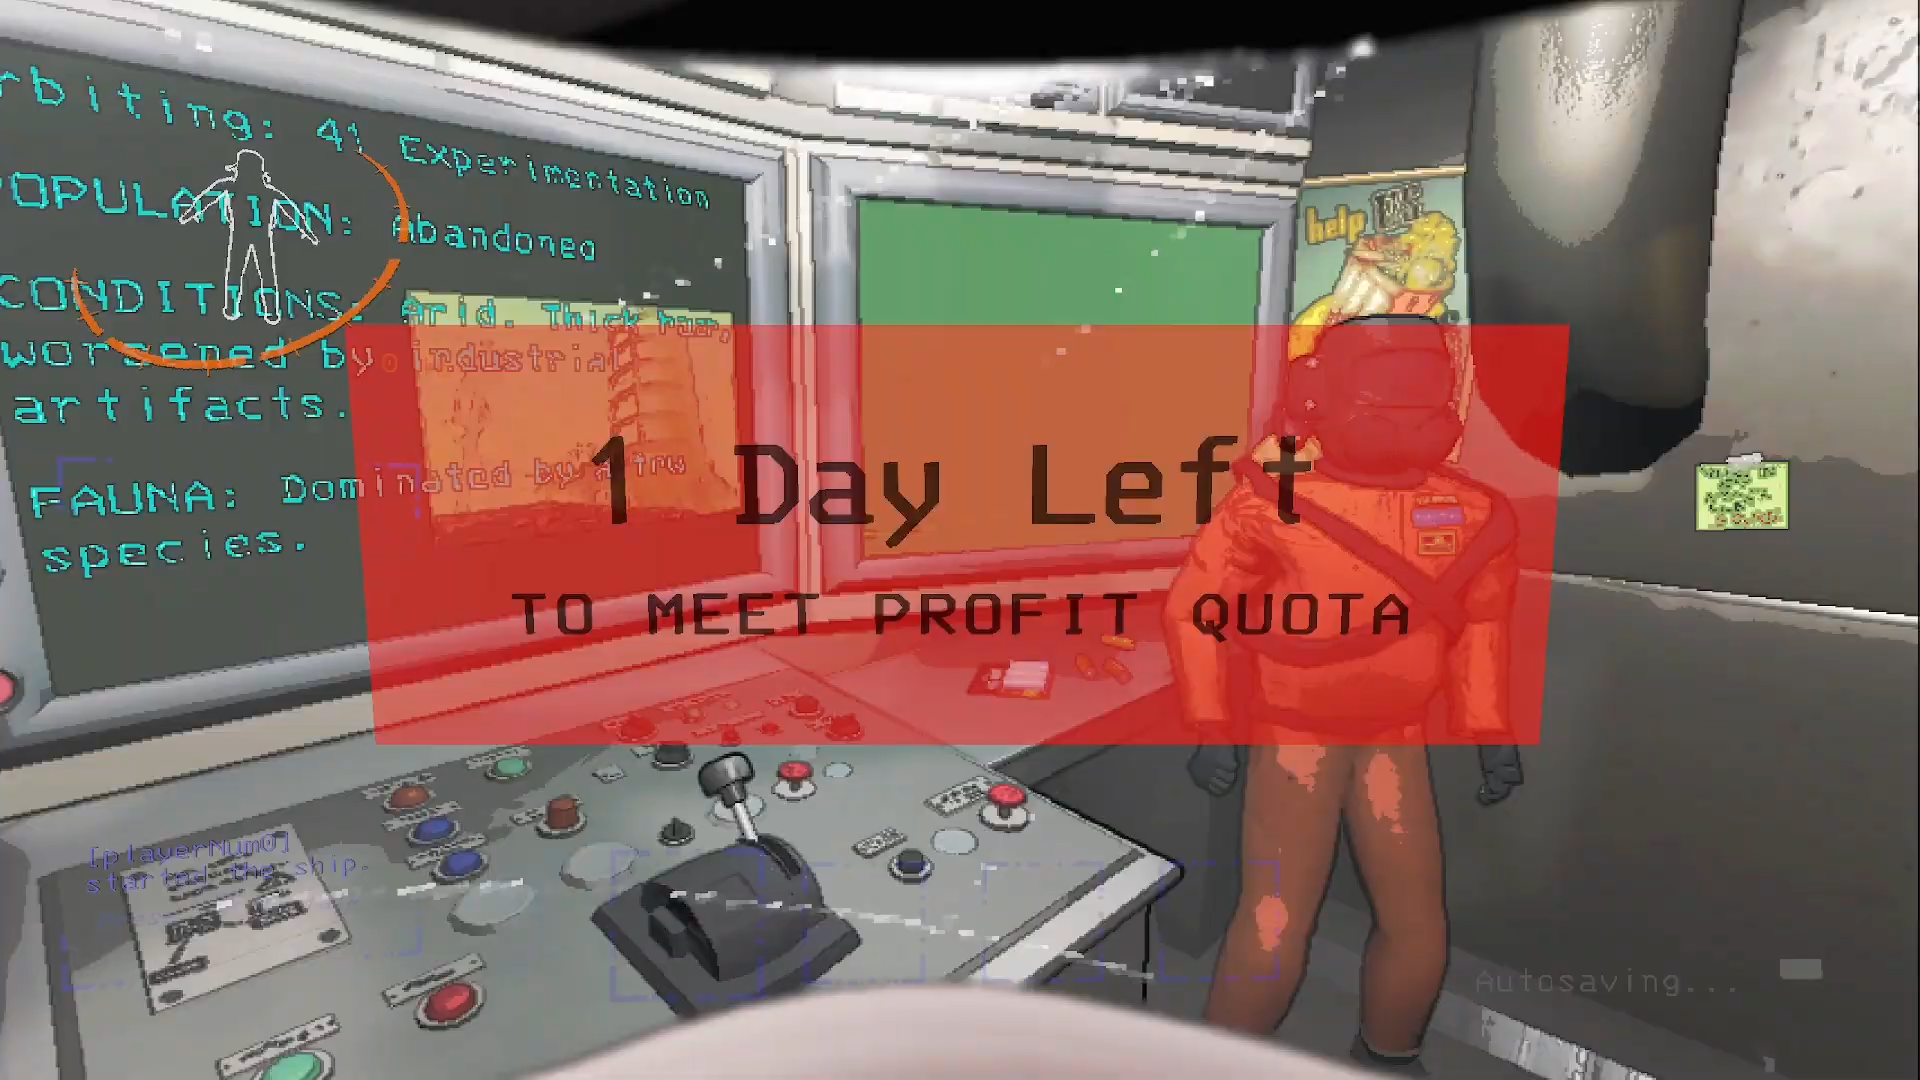 rbiting: 41 Experimentation
POPULATION: Abandoned
CONDITIONS: Arid. Thick haze,
worsened by industrial
artifacts.
FAUNA: Dominated by a few
species.
help
1 Day Left
TO MEET PROFIT QUOTA
[playerNum0]
started the ship.
Autosaving...